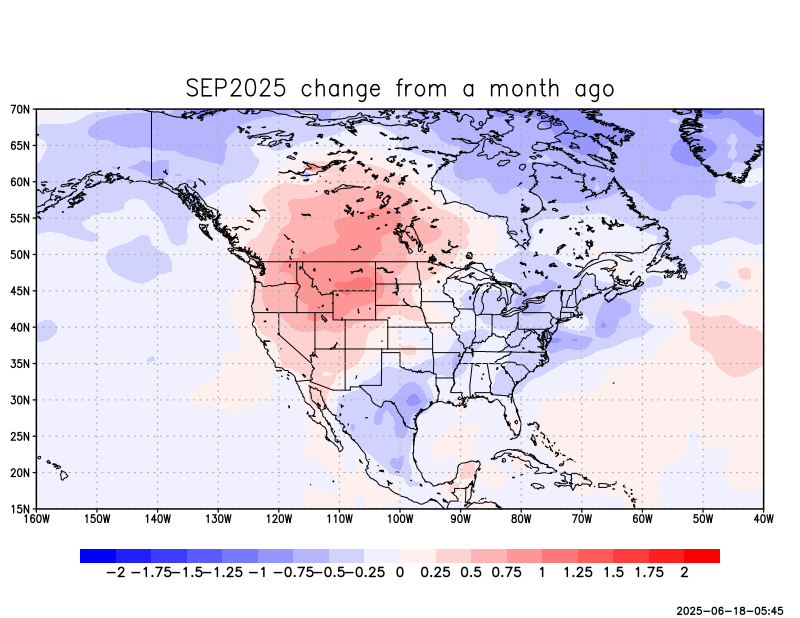 SEP2025 change from a month ago
70N
65N
60N
55N
50N
45N
40N
35N
30N
25N
20N
15N
160W 150W 140W 130W 120W 110W 100W 90W 80W 70W 60W 50W 40W
−2 −1.75 −1.5 −1.25 −1 −0.75 −0.5 −0.25 0 0.25 0.5 0.75 1 1.25 1.5 1.75 2
2025-06-18-05:45